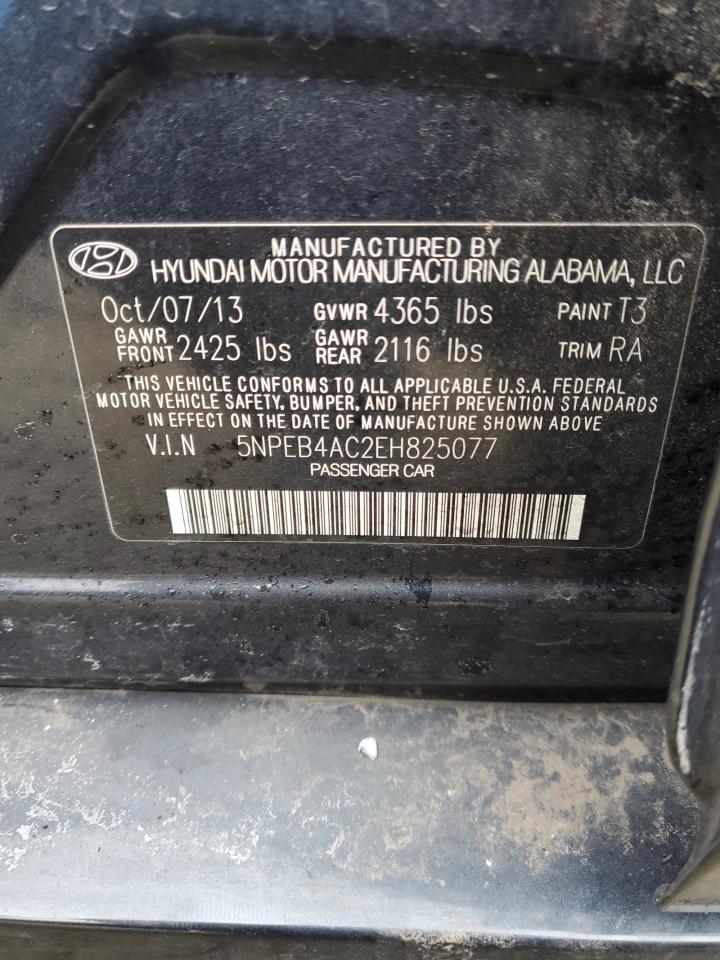 MANUFACTURED BY
HYUNDAI MOTOR MANUFACTURING ALABAMA, LLC
Oct/07/13 GVWR 4365 lbs PAINT T3
GAWR FRONT 2425 lbs GAWR REAR 2116 lbs TRIM RA
THIS VEHICLE CONFORMS TO ALL APPLICABLE U.S.A. FEDERAL
MOTOR VEHICLE SAFETY, BUMPER, AND THEFT PREVENTION STANDARDS
IN EFFECT ON THE DATE OF MANUFACTURE SHOWN ABOVE
V.I.N 5NPEB4AC2EH825077
PASSENGER CAR